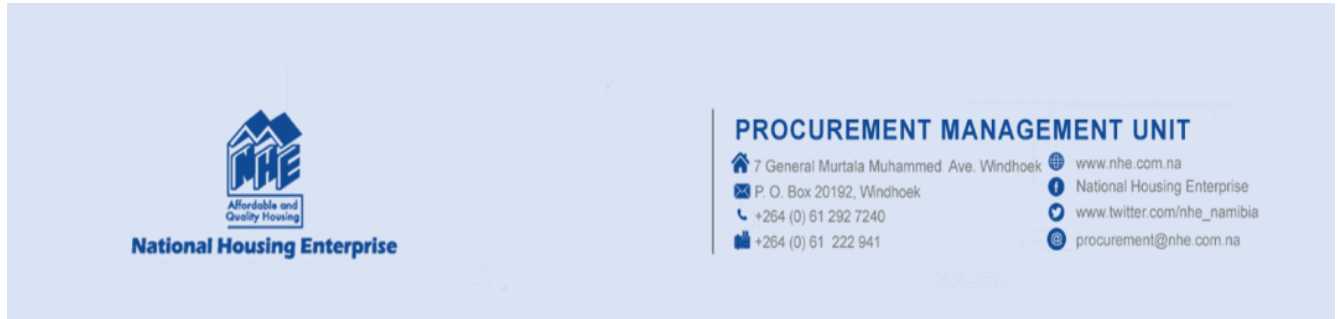 NHE
Affordable and
Quality Housing
National Housing Enterprise
PROCUREMENT MANAGEMENT UNIT
7 General Murtala Muhammed Ave. Windhoek
P. O. Box 20192, Windhoek
+264 (0) 61 292 7240
+264 (0) 61 222 941
www.nhe.com.na
National Housing Enterprise
www.twitter.com/nhe_namibia
procurement@nhe.com.na